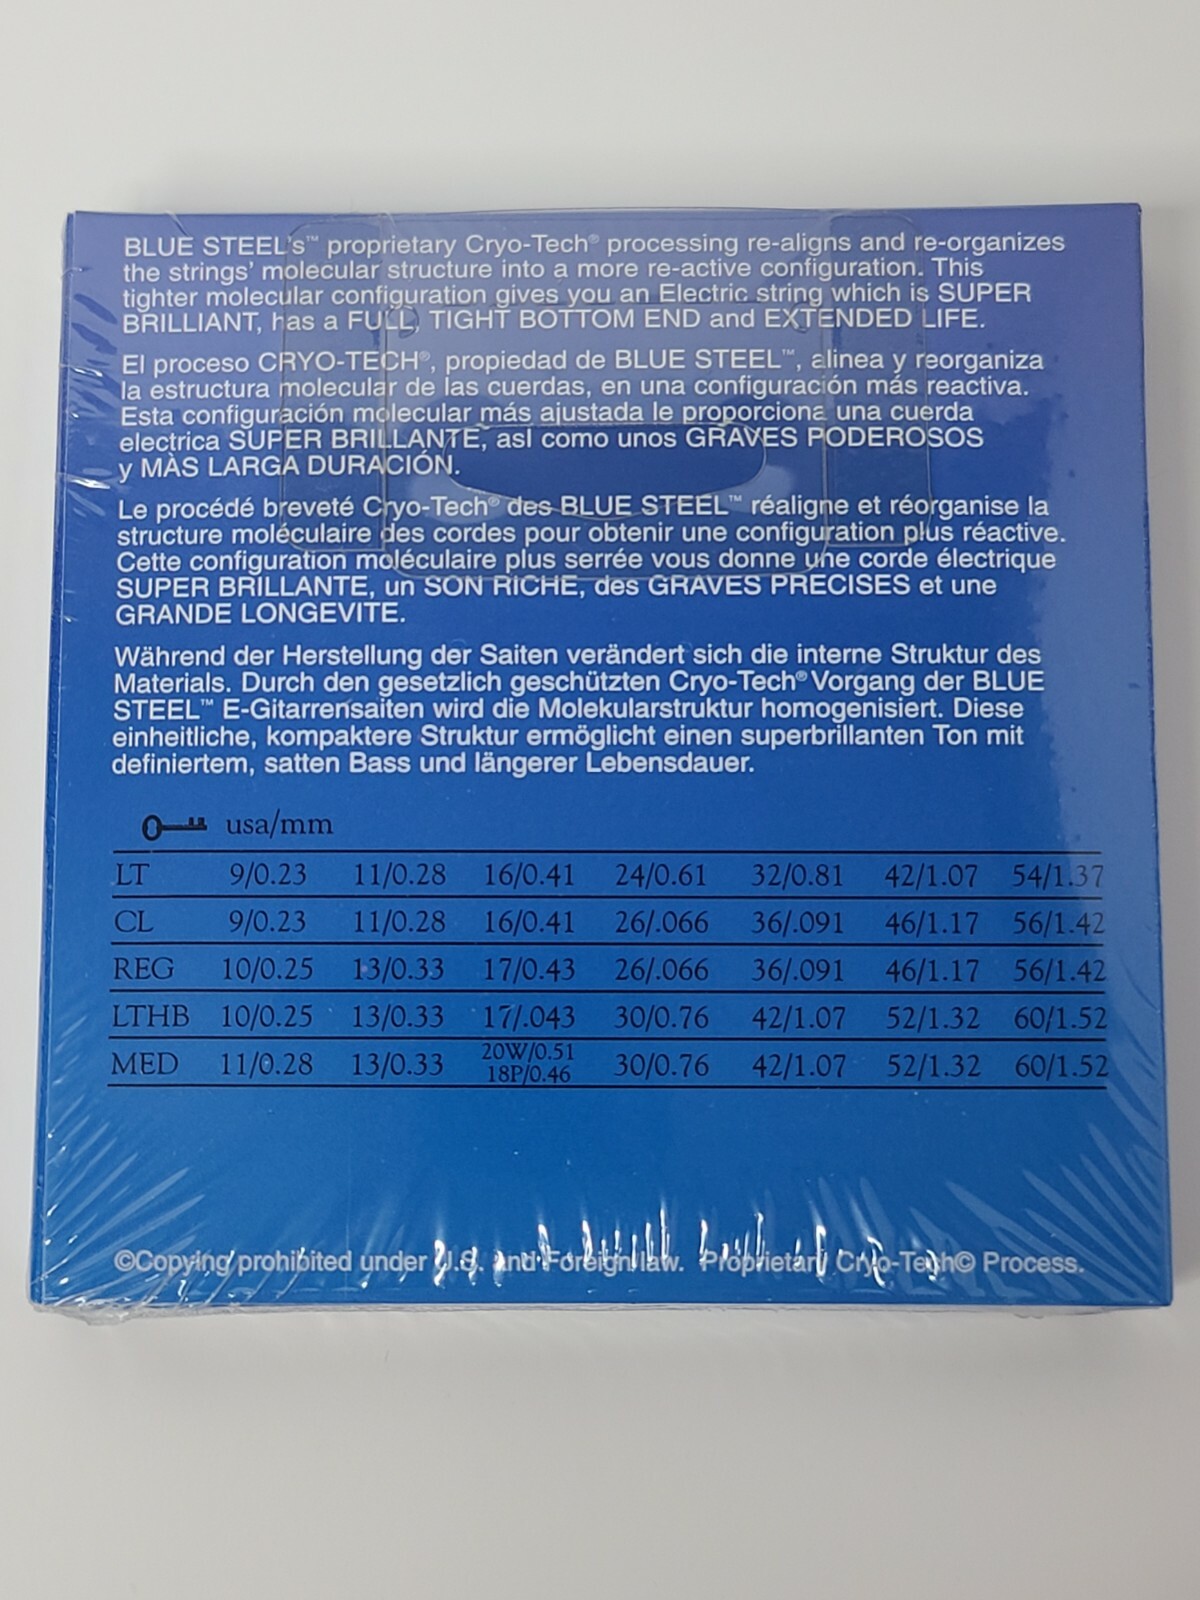 BLUE STEEL's™ proprietary Cryo-Tech® processing re-aligns and re-organizes
the strings' molecular structure into a more re-active configuration. This
tighter molecular configuration gives you an Electric string which is SUPER
BRILLIANT, has a FULL, TIGHT BOTTOM END and EXTENDED LIFE.
El proceso CRYO-TECH®, propiedad de BLUE STEEL™, alinea y reorganiza
la estructura molecular de las cuerdas, en una configuración más reactiva.
Esta configuración molecular más ajustada le proporciona una cuerda
electrica SUPER BRILLANTE, asl como unos GRAVES PODEROSOS
y MÀS LARGA DURACIÓN.
Le procédé breveté Cryo-Tech® des BLUE STEEL™ réaligne et réorganise la
structure moléculaire des cordes pour obtenir une configuration plus réactive.
Cette configuration moléculaire plus serrée vous donne une corde électrique
SUPER BRILLANTE, un SON RICHE, des GRAVES PRECISES et une
GRANDE LONGEVITE.
Während der Herstellung der Saiten verändert sich die interne Struktur des
Materials. Durch den gesetzlich geschützten Cryo-Tech® Vorgang der BLUE
STEEL™ E-Gitarrensaiten wird die Molekularstruktur homogenisiert. Diese
einheitliche, kompaktere Struktur ermöglicht einen superbrillanten Ton mit
definiertem, satten Bass und längerer Lebensdauer.
usa/mm
LT 9/0.23 11/0.28 16/0.41 24/0.61 32/0.81 42/1.07 54/1.37
CL 9/0.23 11/0.28 16/0.41 26/.066 36/.091 46/1.17 56/1.42
REG 10/0.25 13/0.33 17/0.43 26/.066 36/.091 46/1.17 56/1.42
LTHB 10/0.25 13/0.33 17/.043 30/0.76 42/1.07 52/1.32 60/1.52
MED 11/0.28 13/0.33 20W/0.51 18P/0.46 30/0.76 42/1.07 52/1.32 60/1.52
©Copying prohibited under U.S. and Foreign law. Proprietary Cryo-Tech© Process.